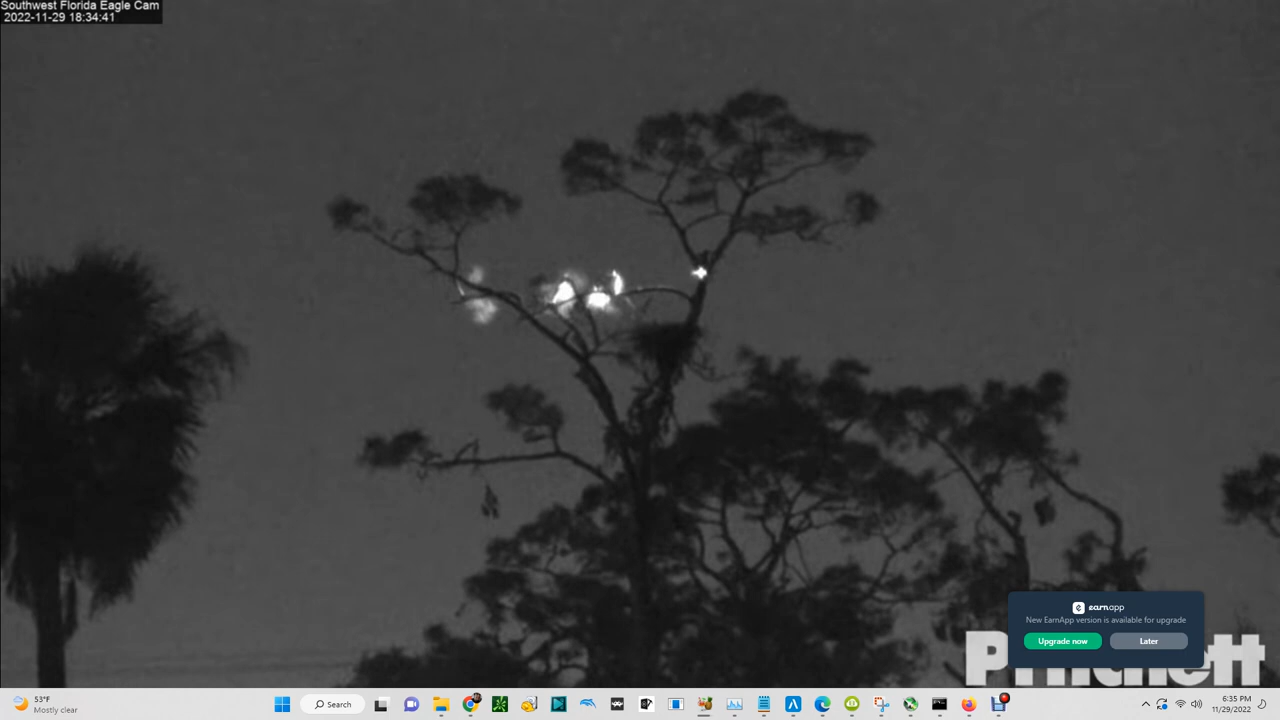 Southwest Florida Eagle Cam
2022-11-29 18:34:41
earnapp
New EarnApp version is available for upgrade
Upgrade now
Later
53°F
Mostly clear
Search
6:35 PM
11/29/2022